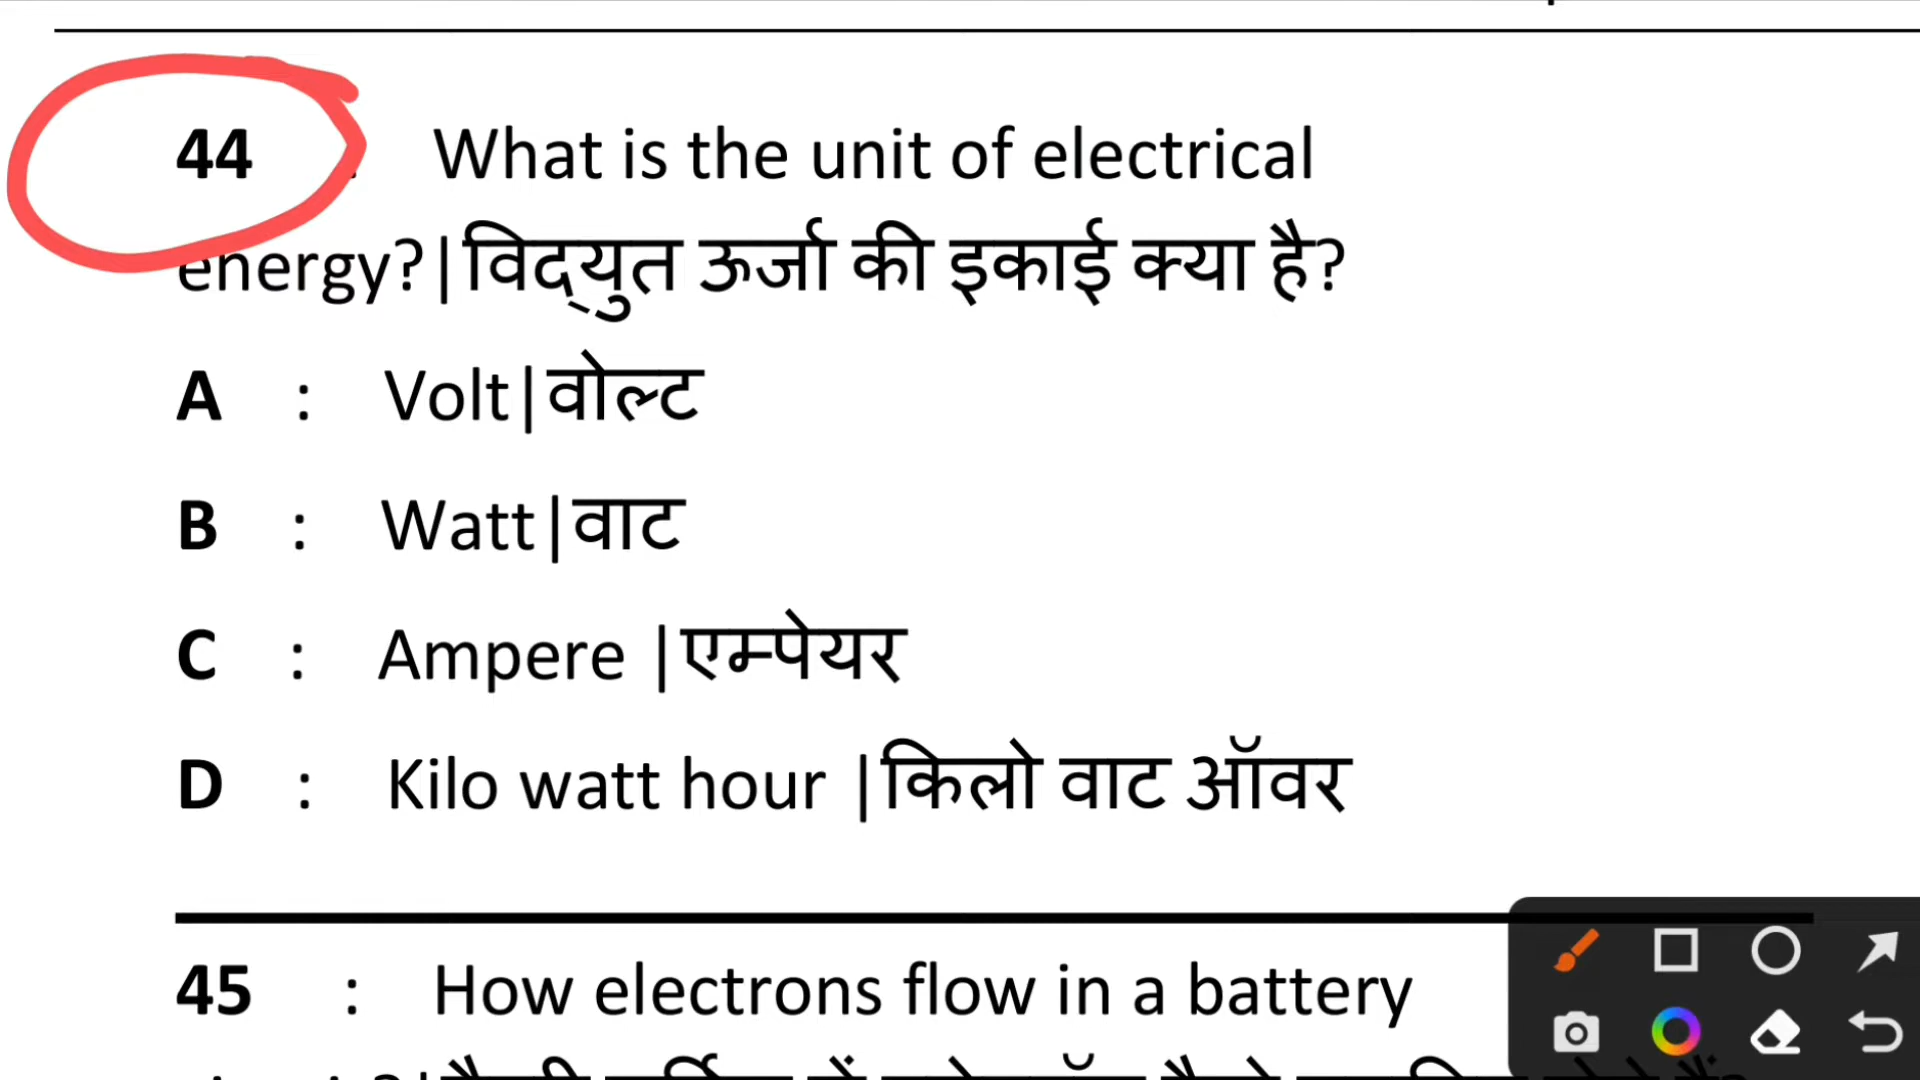 44 : What is the unit of electrical
energy?|विद्युत ऊर्जा की इकाई क्या है?
A : Volt|वोल्ट
B : Watt|वाट
C : Ampere |एम्पेयर
D : Kilo watt hour |किलो वाट ऑवर
45 : How electrons flow in a battery